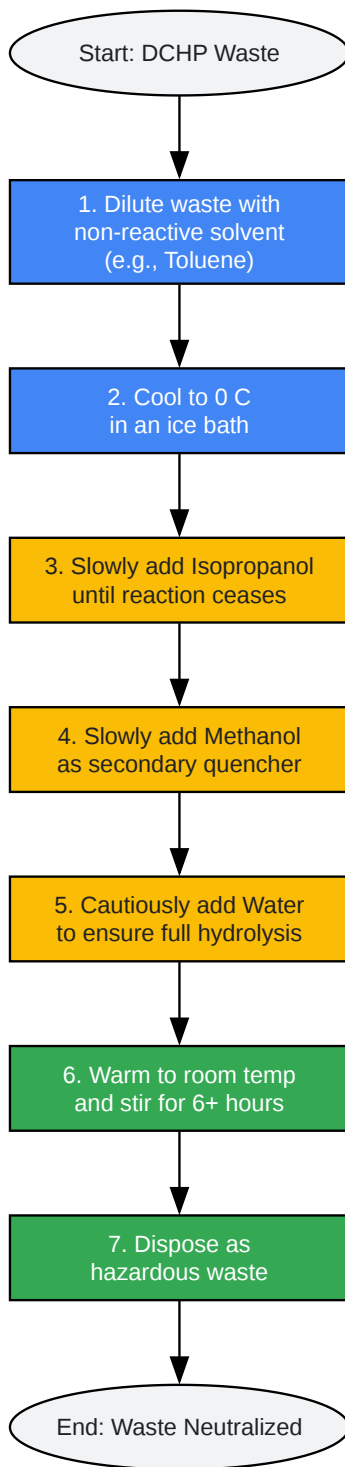 Start: DCHP Waste
1. Dilute waste with
non-reactive solvent
(e.g., Toluene)
2. Cool to 0 C
in an ice bath
3. Slowly add Isopropanol
until reaction ceases
4. Slowly add Methanol
as secondary quencher
5. Cautiously add Water
to ensure full hydrolysis
6. Warm to room temp
and stir for 6+ hours
7. Dispose as
hazardous waste
End: Waste Neutralized